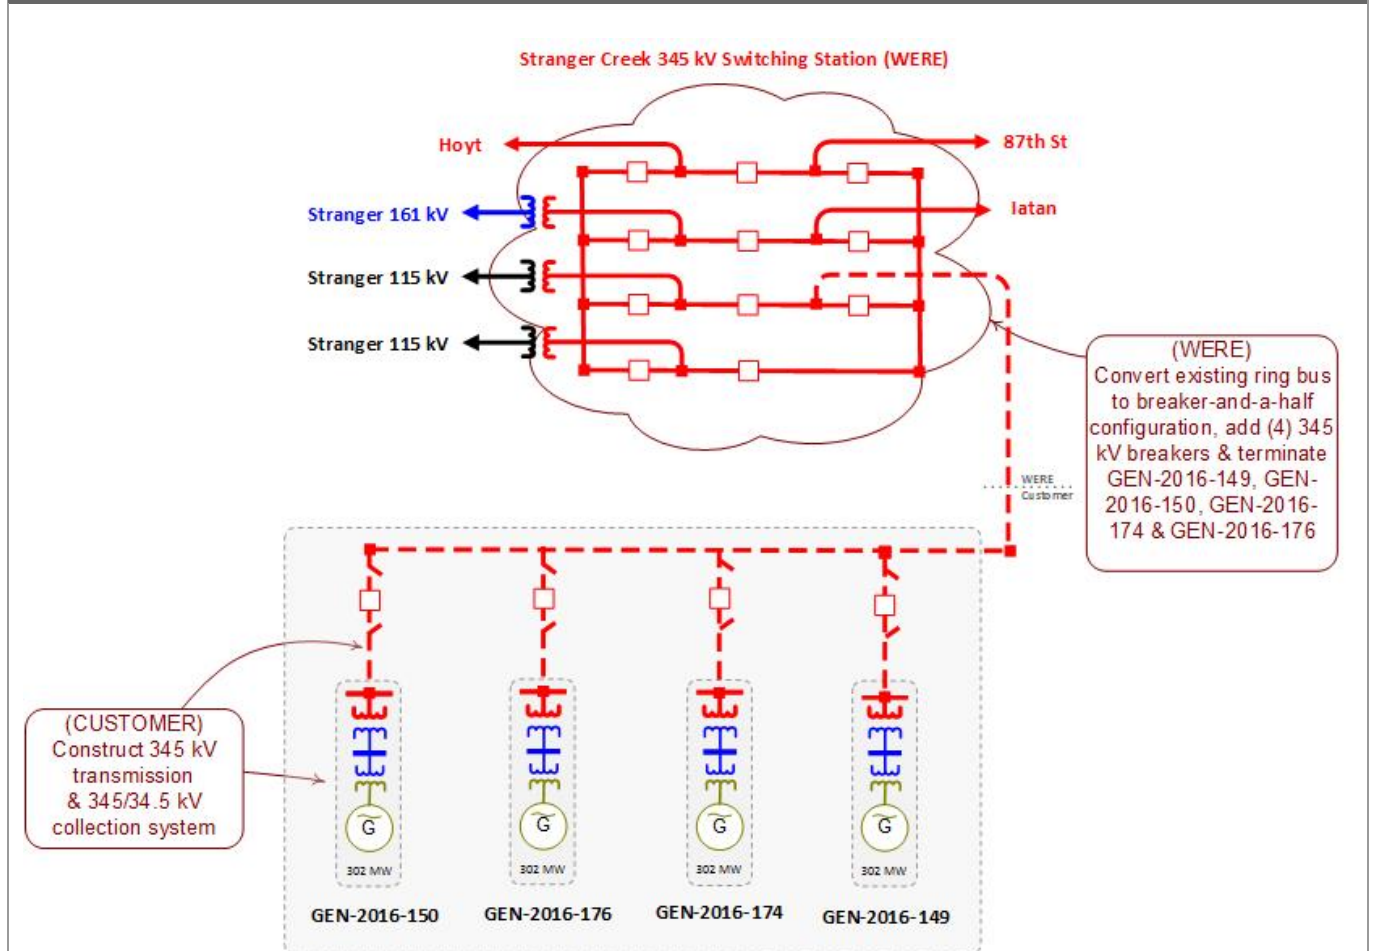 Stranger Creek 345 kV Switching Station (WERE)
Hoyt
87th St
Stranger 161 kV
Iatan
Stranger 115 kV
Stranger 115 kV
(WERE)
Convert existing ring bus
to breaker-and-a-half
configuration, add (4) 345
kV breakers & terminate
GEN-2016-149, GEN-
2016-150, GEN-2016-
174 & GEN-2016-176
WERE
Customer
(CUSTOMER)
Construct 345 kV
transmission
& 345/34.5 kV
collection system
G
G
G
G
302 MW
302 MW
302 MW
302 MW
GEN-2016-150
GEN-2016-176
GEN-2016-174
GEN-2016-149